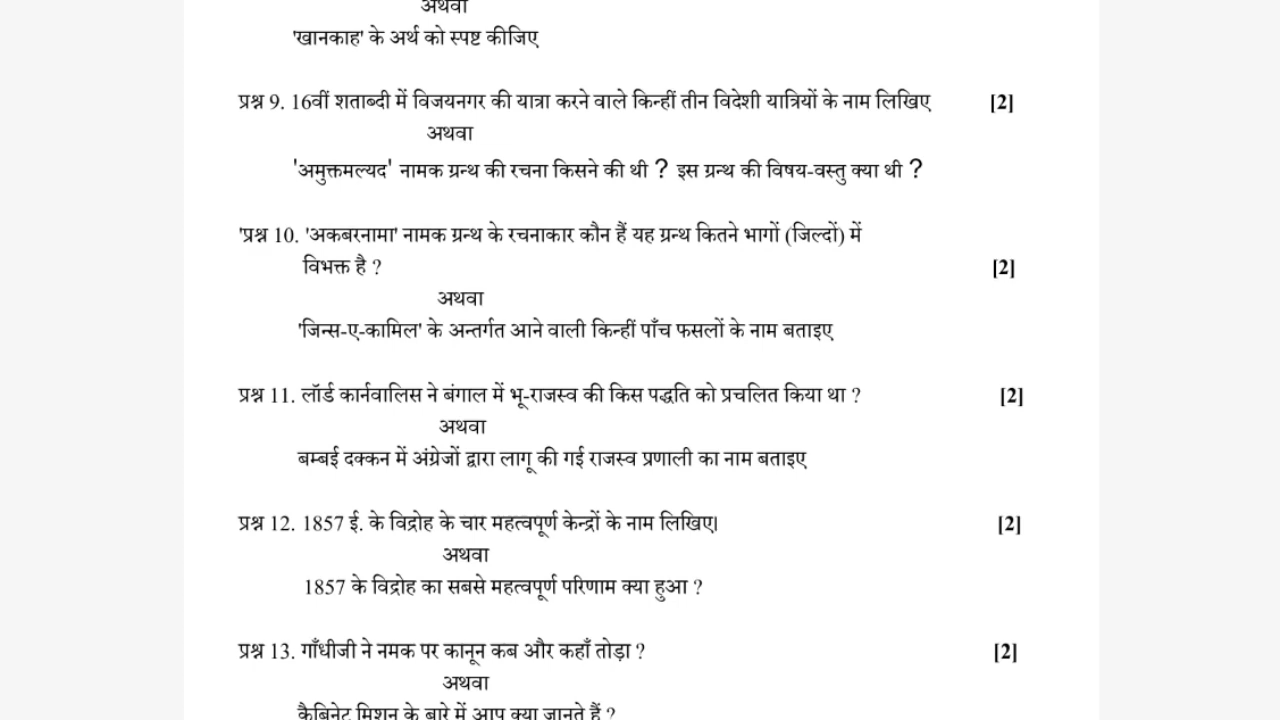 अथवा
'खानकाह' के अर्थ को स्पष्ट कीजिए
प्रश्न 9. 16वीं शताब्दी में विजयनगर की यात्रा करने वाले किन्हीं तीन विदेशी यात्रियों के नाम लिखिए [2]
अथवा
'अमुक्तमल्यद' नामक ग्रन्थ की रचना किसने की थी ? इस ग्रन्थ की विषय-वस्तु क्या थी ?
'प्रश्न 10. 'अकबरनामा' नामक ग्रन्थ के रचनाकार कौन हैं यह ग्रन्थ कितने भागों (जिल्दों) में
विभक्त है ? [2]
अथवा
'जिन्स-ए-कामिल' के अन्तर्गत आने वाली किन्हीं पाँच फसलों के नाम बताइए
प्रश्न 11. लॉर्ड कार्नवालिस ने बंगाल में भू-राजस्व की किस पद्धति को प्रचलित किया था ? [2]
अथवा
बम्बई दक्कन में अंग्रेजों द्वारा लागू की गई राजस्व प्रणाली का नाम बताइए
प्रश्न 12. 1857 ई. के विद्रोह के चार महत्वपूर्ण केन्द्रों के नाम लिखिए। [2]
अथवा
1857 के विद्रोह का सबसे महत्वपूर्ण परिणाम क्या हुआ ?
प्रश्न 13. गाँधीजी ने नमक पर कानून कब और कहाँ तोड़ा ? [2]
अथवा
कैबिनेट मिशन के बारे में आप क्या जानते हैं ?